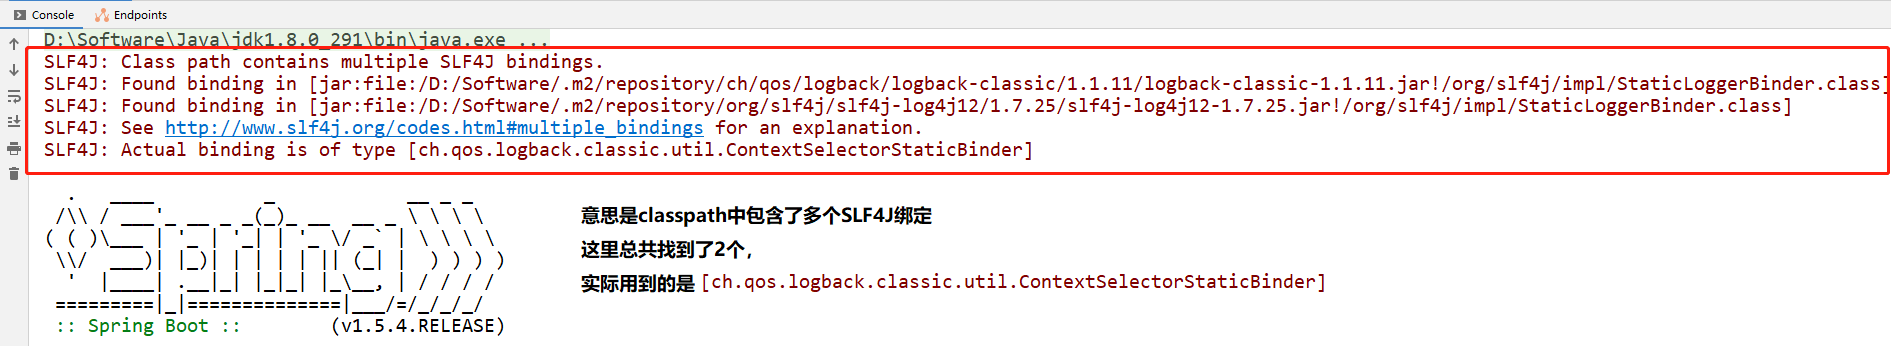 Console Endpoints
D:\Software\Java\jdk1.8.0_291\bin\java.exe ...
SLF4J: Class path contains multiple SLF4J bindings.
SLF4J: Found binding in [jar:file:/D:/Software/.m2/repository/ch/qos/logback/logback-classic/1.1.11/logback-classic-1.1.11.jar!/org/slf4j/impl/StaticLoggerBinder.class]
SLF4J: Found binding in [jar:file:/D:/Software/.m2/repository/org/slf4j/slf4j-log4j12/1.7.25/slf4j-log4j12-1.7.25.jar!/org/slf4j/impl/StaticLoggerBinder.class]
SLF4J: See http://www.slf4j.org/codes.html#multiple_bindings for an explanation.
SLF4J: Actual binding is of type [ch.qos.logback.classic.util.ContextSelectorStaticBinder]
Spring
意思是classpath中包含了多个SLF4J绑定
这里总共找到了2个，
实际用到的是 [ch.qos.logback.classic.util.ContextSelectorStaticBinder]
:: Spring Boot :: (v1.5.4.RELEASE)